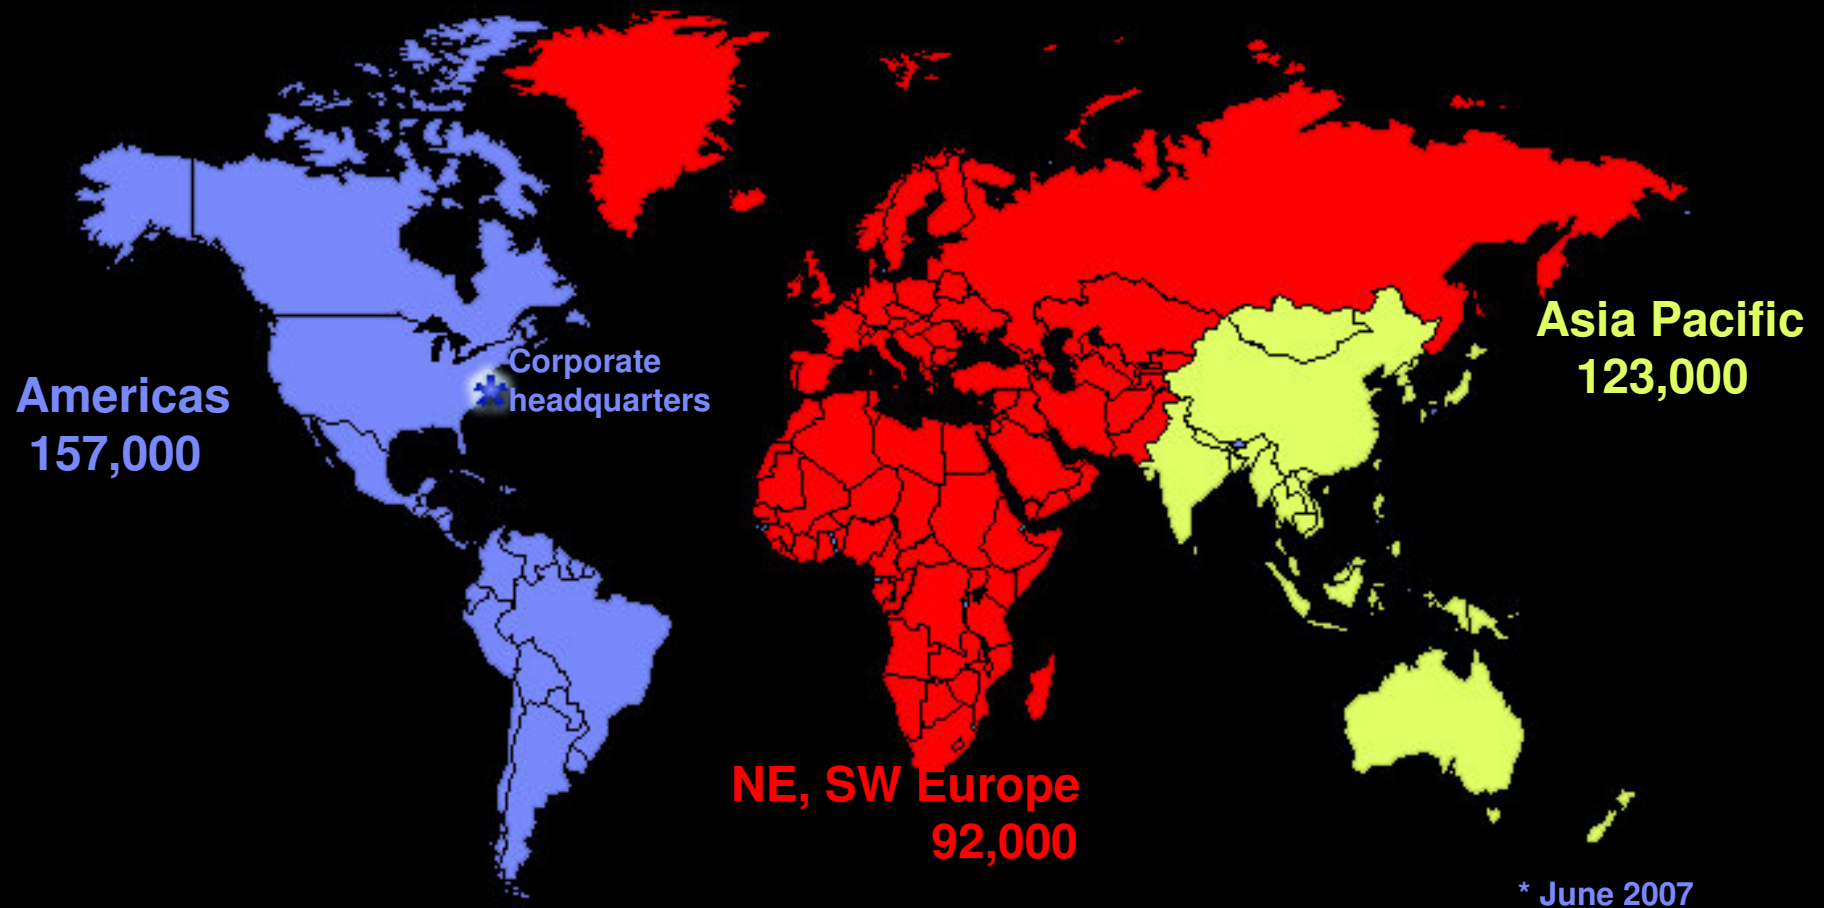 Asia Pacific
123,000
Corporate
headquarters
Americas
157,000
NE, SW Europe
92,000
* June 2007